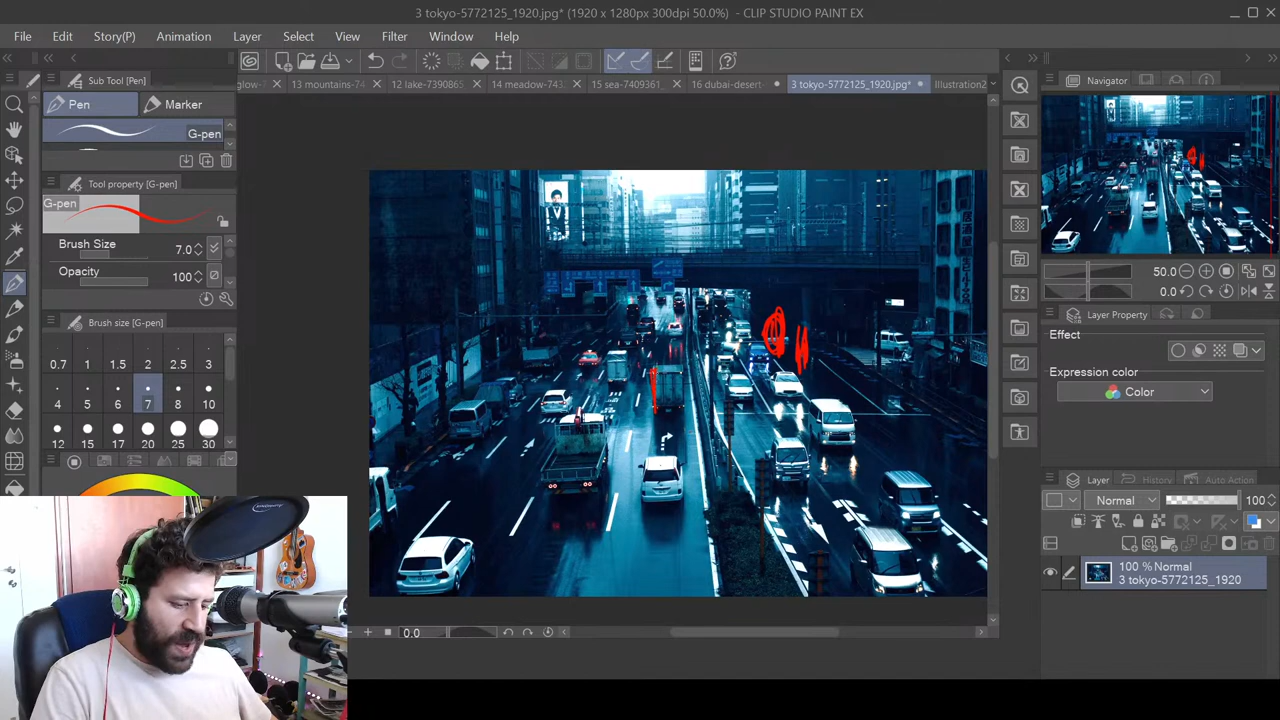 3 tokyo-5772125_1920.jpg* (1920 x 1280px 300dpi 50.0%) - CLIP STUDIO PAINT EX
File Edit Story(P) Animation Layer Select View Filter Window Help
Sub Tool [Pen]
glow- 13 mountains-74 12 lake-7390865 14 meadow-743 15 sea-7409361_ 16 dubai-desert- 3 tokyo-5772125_1920.jpg* Illustration2
Navigator
Pen Marker
G-pen
Tool property [G-pen]
G-pen
Brush Size 7.0
Opacity 100
50.0
0.0
Brush size [G-pen]
Layer Property
Effect
0.7 1 1.5 2 2.5 3
Expression color
Color
4 5 6 7 8 10
12 15 17 20 25 30
Layer History Auto Action
Normal 100
100 % Normal
3 tokyo-5772125_1920
0.0